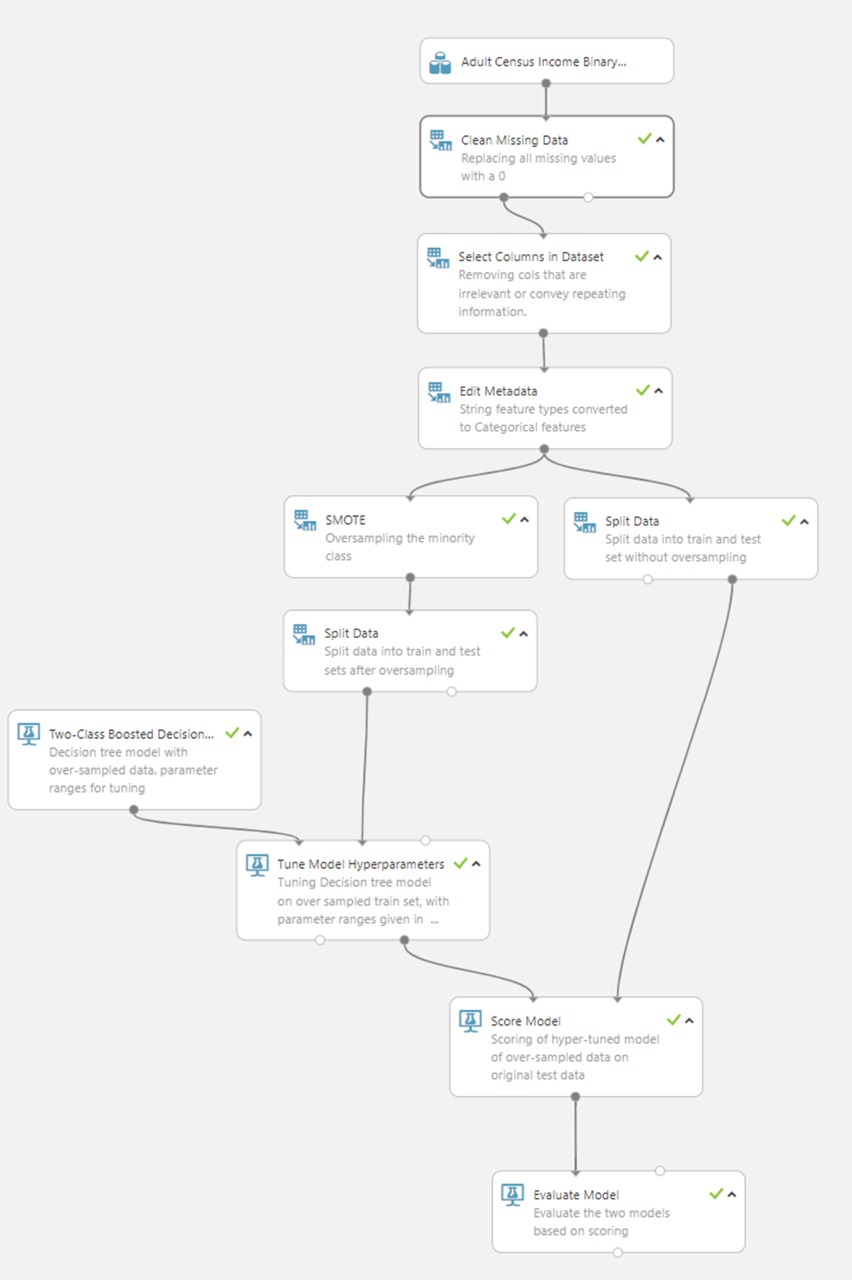 Adult Census Income Binary...
Clean Missing Data
Replacing all missing values
with a 0
Select Columns in Dataset
Removing cols that are
irrelevant or convey repeating
information.
Edit Metadata
String feature types converted
to Categorical features
SMOTE
Oversampling the minority
class
Split Data
Split data into train and test
set without oversampling
Split Data
Split data into train and test
sets after oversampling
Two-Class Boosted Decision...
Decision tree model with
over-sampled data. parameter
ranges for tuning
Tune Model Hyperparameters
Tuning Decision tree model
on over sampled train set, with
parameter ranges given in ...
Score Model
Scoring of hyper-tuned model
of over-sampled data on
original test data
Evaluate Model
Evaluate the two models
based on scoring